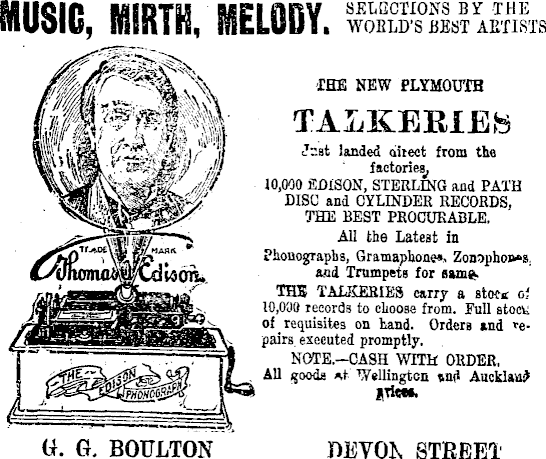 MUSIC, MIRTH, MELODY.
SELECTIONS BY THE
WORLD'S BEST ARTISTS
TRADE MARK
Thomas Edison
THE EDISON PHONOGRAPH
G. G. BOULTON
THE NEW PLYMOUTH
TALKERIES
Just landed direct from the
factories,
10,000 EDISON, STERLING and PATH
DISC and CYLINDER RECORDS,
THE BEST PROCURABLE.
All the Latest in
Phonographs, Gramaphones, Zonophones,
and Trumpets for same.
THE TALKERIES carry a stock of
10,000 records to choose from. Full stock
of requisites on hand. Orders and re-
pairs executed promptly.
NOTE.—CASH WITH ORDER.
All goods at Wellington and Auckland
prices.
DEVON STREET